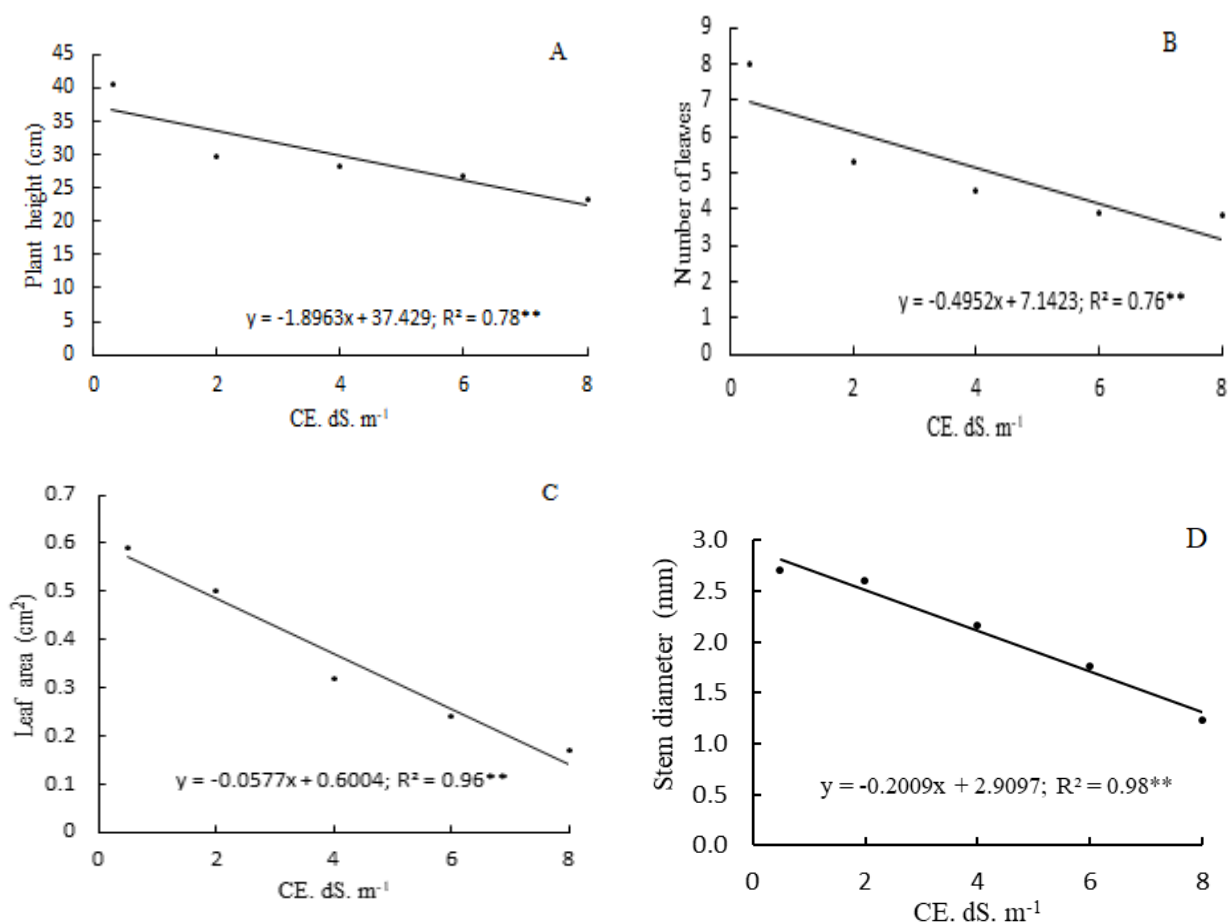 A
Plant height (cm)
45
40
35
30
25
20
15
10
5
0
y = -1.8963x + 37.429; R² = 0.78**
0 2 4 6 8
CE. dS. m⁻¹
B
Number of leaves
9
8
7
6
5
4
3
2
1
0
y = -0.4952x + 7.1423; R² = 0.76**
0 2 4 6 8
CE. dS. m⁻¹
C
Leaf area (cm²)
0.7
0.6
0.5
0.4
0.3
0.2
0.1
0
y = -0.0577x + 0.6004; R² = 0.96**
0 2 4 6 8
CE. dS. m⁻¹
D
Stem diameter (mm)
3.0
2.5
2.0
1.5
1.0
0.5
0.0
y = -0.2009x + 2.9097; R² = 0.98**
0 2 4 6 8
CE. dS. m⁻¹